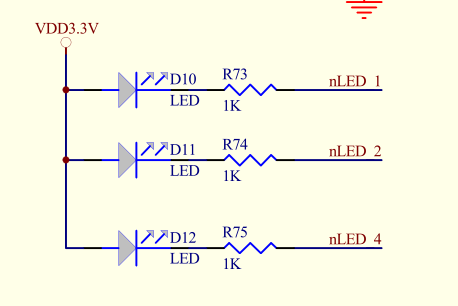 VDD3.3V
D10
LED
R73
1K
nLED_1
D11
LED
R74
1K
nLED_2
D12
LED
R75
1K
nLED_4